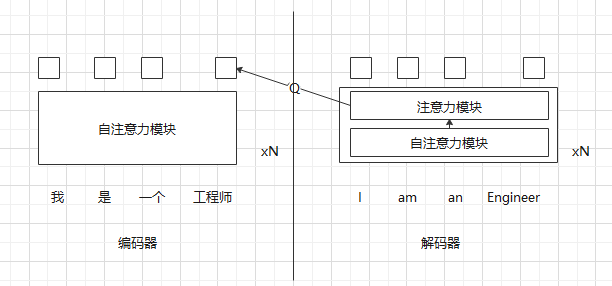 Q
自注意力模块
xN
注意力模块
自注意力模块
xN
我 是 一个 工程师
I am an Engineer
编码器
解码器